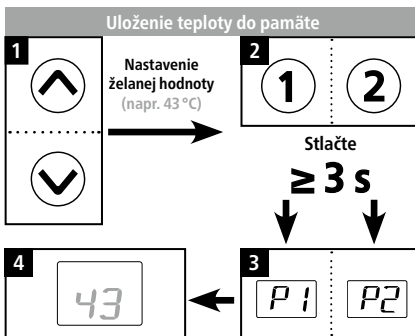 Uloženie teploty do pamäte
1
Nastavenie
želanej hodnoty
(napr. 43 °C)
2
1 2
Stlačte
≥ 3 s
3
P1 P2
4
43